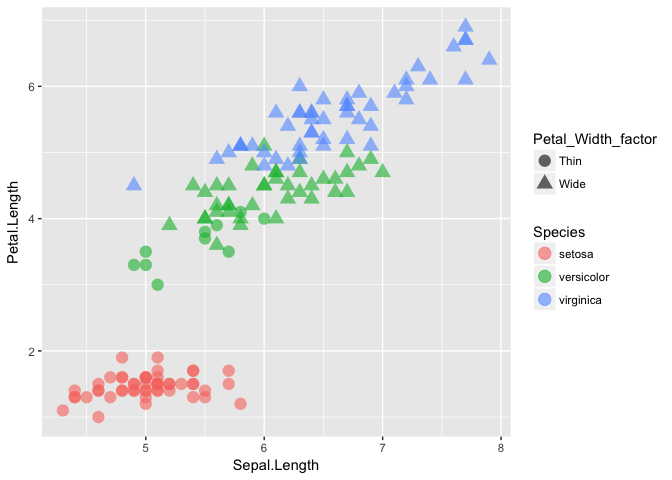 Petal.Length
6
4
2
5
6
7
8
Sepal.Length
Petal_Width_factor
Thin
Wide
Species
setosa
versicolor
virginica